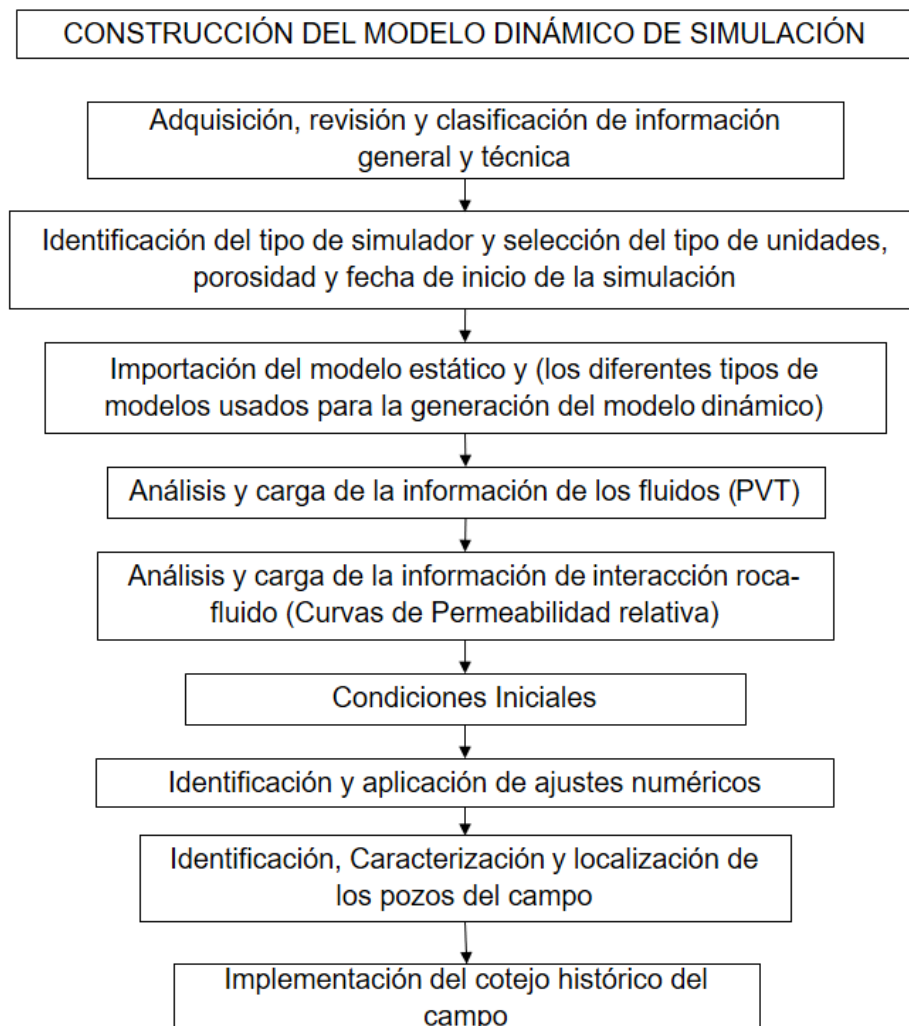 CONSTRUCCIÓN DEL MODELO DINÁMICO DE SIMULACIÓN
Adquisición, revisión y clasificación de información
general y técnica
Identificación del tipo de simulador y selección del tipo de unidades,
porosidad y fecha de inicio de la simulación
Importación del modelo estático y (los diferentes tipos de
modelos usados para la generación del modelo dinámico)
Análisis y carga de la información de los fluidos (PVT)
Análisis y carga de la información de interacción roca-
fluido (Curvas de Permeabilidad relativa)
Condiciones Iniciales
Identificación y aplicación de ajustes numéricos
Identificación, Caracterización y localización de
los pozos del campo
Implementación del cotejo histórico del
campo